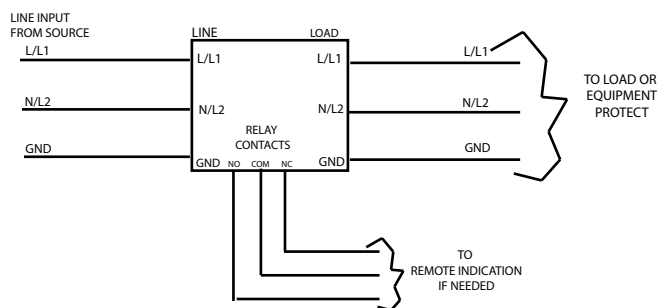 LINE INPUT
FROM SOURCE
L/L1
N/L2
GND
LINE
LOAD
L/L1
L/L1
N/L2
N/L2
RELAY
CONTACTS
GND
NO
COM
NC
GND
L/L1
N/L2
GND
TO LOAD OR
EQUIPMENT
PROTECT
TO
REMOTE INDICATION
IF NEEDED